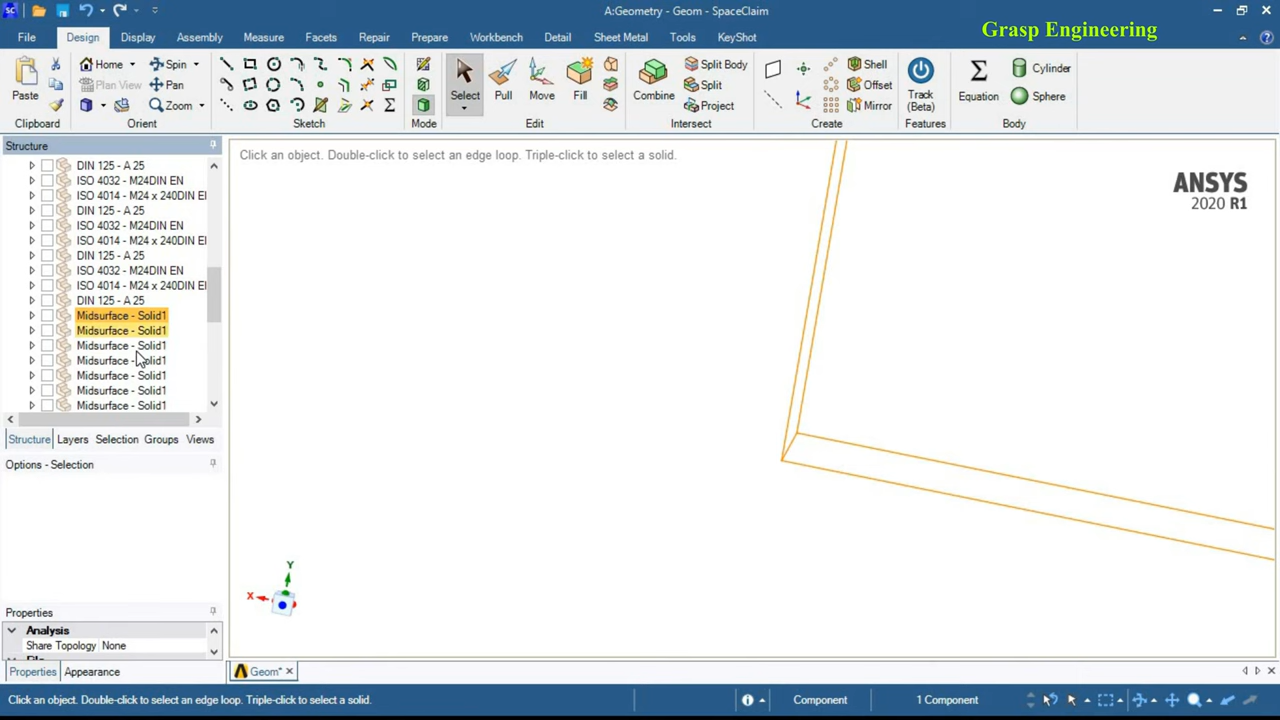 A:Geometry - Geom - SpaceClaim
Grasp Engineering
File Design Display Assembly Measure Facets Repair Prepare Workbench Detail Sheet Metal Tools KeyShot
Paste
Home
Plan View
Spin
Pan
Zoom
Select
Pull
Move
Fill
Combine
Split Body
Split
Project
Shell
Offset
Mirror
Track
(Beta)
Equation
Cylinder
Sphere
Clipboard Orient Sketch Mode Edit Intersect Create Features Body
Structure
DIN 125 - A 25
ISO 4032 - M24DIN EN
ISO 4014 - M24 x 240DIN E
DIN 125 - A 25
ISO 4032 - M24DIN EN
ISO 4014 - M24 x 240DIN E
DIN 125 - A 25
ISO 4032 - M24DIN EN
ISO 4014 - M24 x 240DIN E
DIN 125 - A 25
Midsurface - Solid1
Midsurface - Solid1
Midsurface - Solid1
Midsurface - Solid1
Midsurface - Solid1
Midsurface - Solid1
Midsurface - Solid1
Structure Layers Selection Groups Views
Options - Selection
Properties
Analysis
Share Topology None
Properties Appearance
Click an object. Double-click to select an edge loop. Triple-click to select a solid.
ANSYS
2020 R1
Y
X
Geom*
Click an object. Double-click to select an edge loop. Triple-click to select a solid.
Component
1 Component